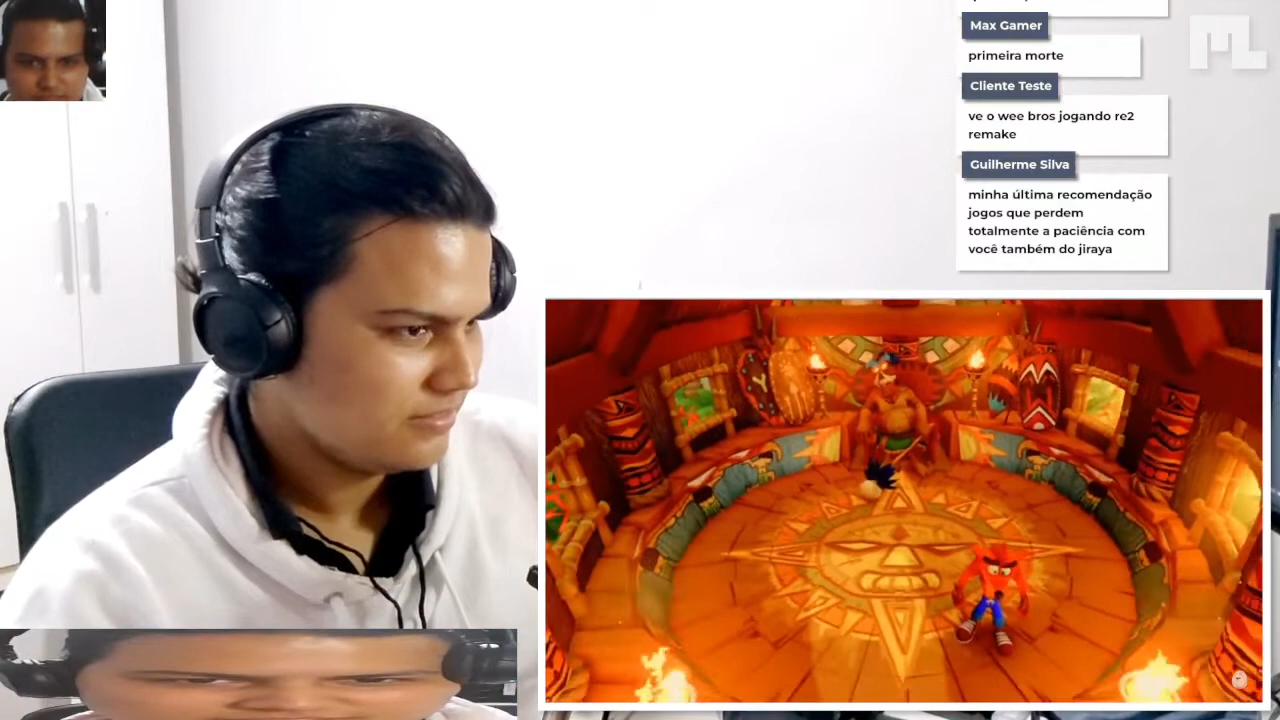 Max Gamer
primeira morte
Cliente Teste
ve o wee bros jogando re2
remake
Guilherme Silva
minha última recomendação
jogos que perdem
totalmente a paciência com
você também do jiraya